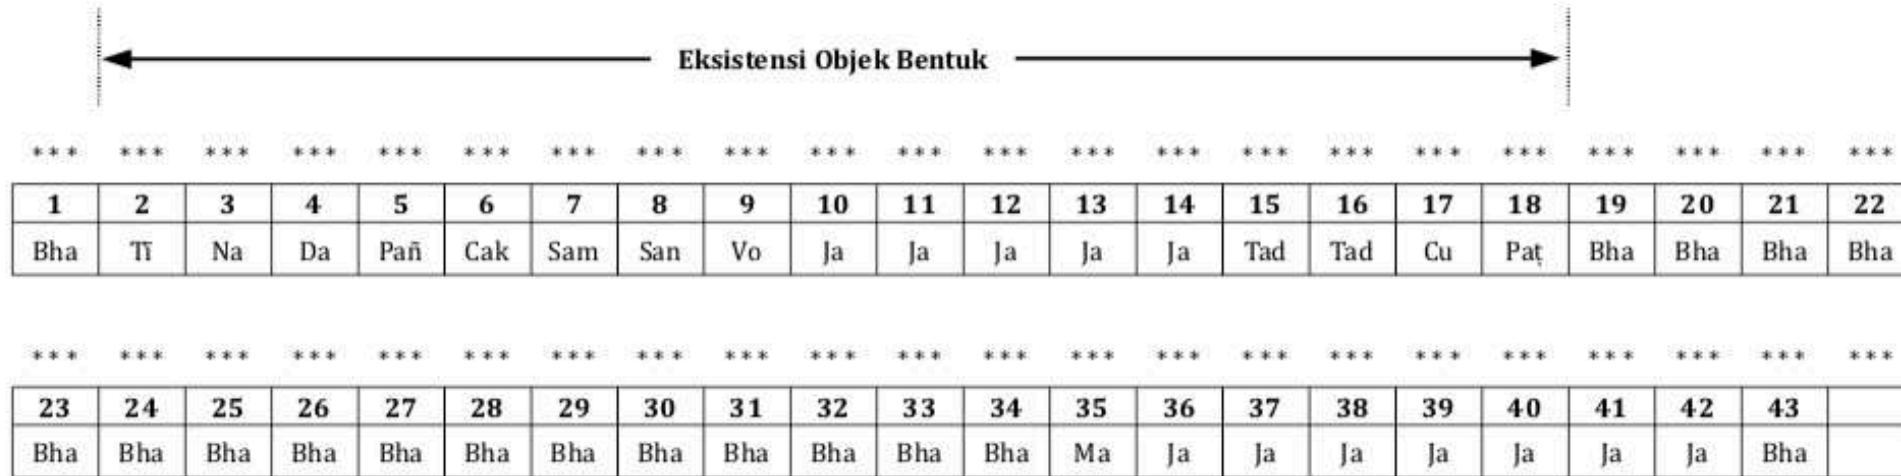 Eksistensi Objek Bentuk
*** *** *** *** *** *** *** *** *** *** *** *** *** *** *** *** *** *** *** *** *** ***
1 2 3 4 5 6 7 8 9 10 11 12 13 14 15 16 17 18 19 20 21 22
Bha Tī Na Da Pañ Cak Sam San Vo Ja Ja Ja Ja Ja Tad Tad Cu Paṭ Bha Bha Bha Bha
*** *** *** *** *** *** *** *** *** *** *** *** *** *** *** *** *** *** *** *** *** ***
23 24 25 26 27 28 29 30 31 32 33 34 35 36 37 38 39 40 41 42 43
Bha Bha Bha Bha Bha Bha Bha Bha Bha Bha Bha Bha Ma Ja Ja Ja Ja Ja Ja Ja Bha